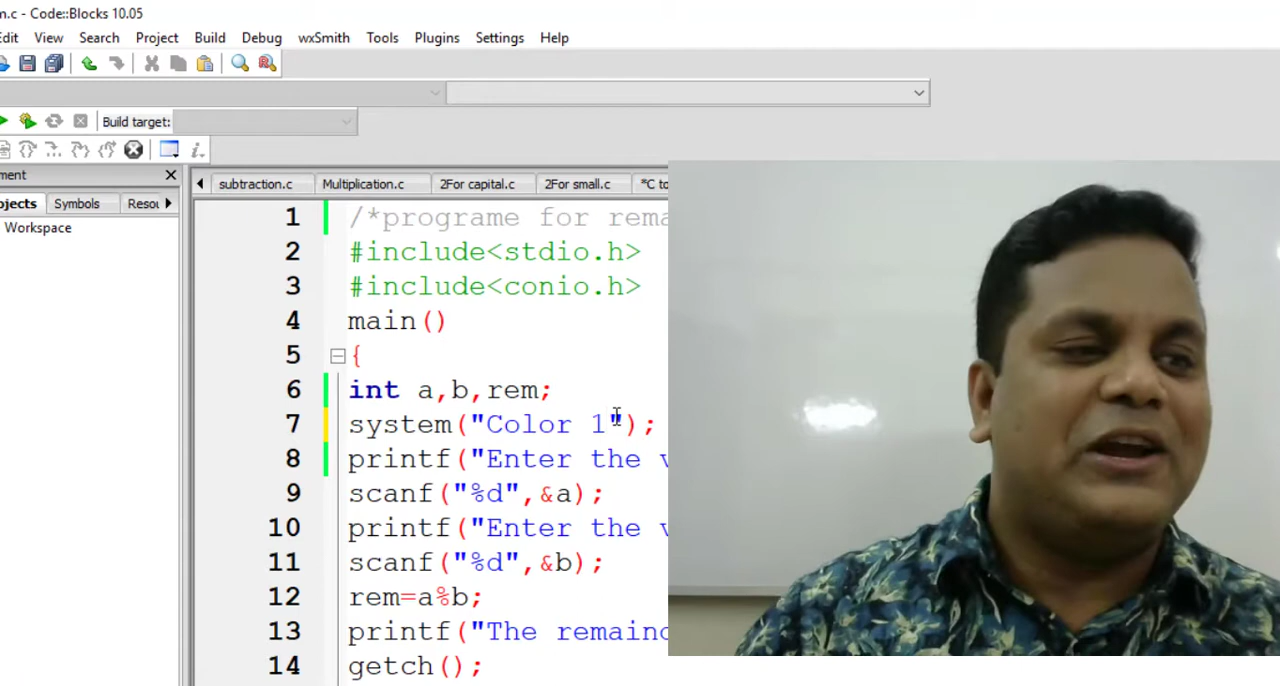 m.c - Code::Blocks 10.05
Edit View Search Project Build Debug wxSmith Tools Plugins Settings Help
Build target:
ment
ojects Symbols Resou
Workspace
subtraction.c Multiplication.c 2For capital.c 2For small.c *C to
1 /*programe for rema
2 #include<stdio.h>
3 #include<conio.h>
4 main()
5 {
6 int a,b,rem;
7 system("Color 1");
8 printf("Enter the v
9 scanf("%d",&a);
10 printf("Enter the v
11 scanf("%d",&b);
12 rem=a%b;
13 printf("The remaind
14 getch();